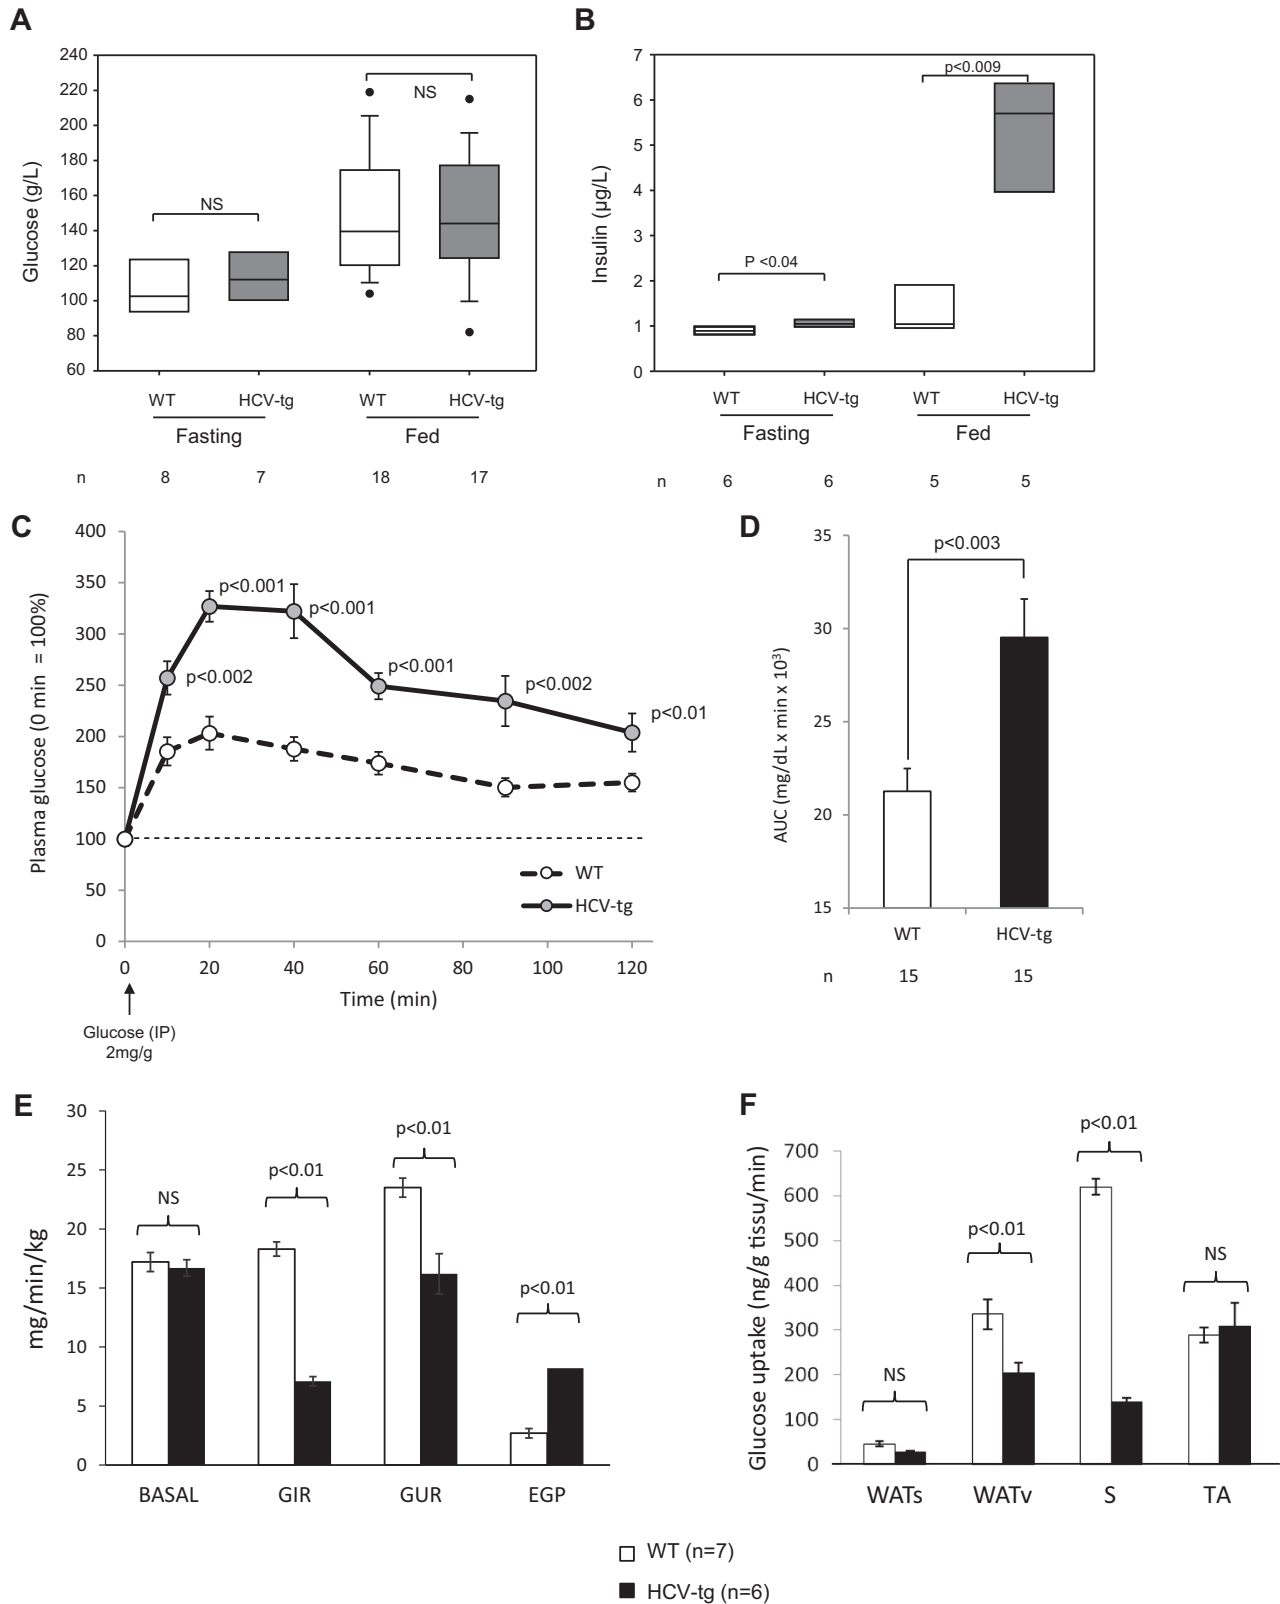 A
Glucose (g/L)
240
220
200
180
160
140
120
100
80
60
NS
NS
WT
HCV-tg
WT
HCV-tg
Fasting
Fed
n
8
7
18
17
B
Insulin (µg/L)
7
6
5
4
3
2
1
0
P <0.04
p<0.009
WT
HCV-tg
WT
HCV-tg
Fasting
Fed
n
6
6
5
5
C
Plasma glucose (0 min = 100%)
400
350
300
250
200
150
100
50
0
p<0.002
p<0.001
p<0.001
p<0.001
p<0.002
p<0.01
WT
HCV-tg
0
20
40
60
80
100
120
Time (min)
Glucose (IP)
2mg/g
D
AUC (mg/dL x min x 10³)
35
30
25
20
15
p<0.003
WT
HCV-tg
n
15
15
E
mg/min/kg
30
25
20
15
10
5
0
NS
p<0.01
p<0.01
p<0.01
BASAL
GIR
GUR
EGP
F
Glucose uptake (ng/g tissu/min)
700
600
500
400
300
200
100
0
NS
p<0.01
p<0.01
NS
WATs
WATv
S
TA
WT (n=7)
HCV-tg (n=6)